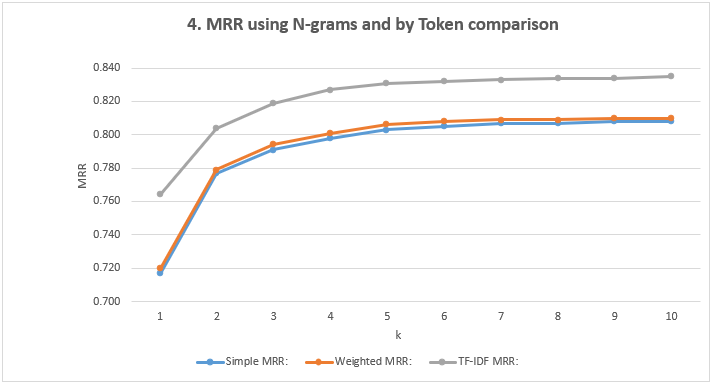 4. MRR using N-grams and by Token comparison
0.840
0.820
0.800
0.780
0.760
0.740
0.720
0.700
MRR
1 2 3 4 5 6 7 8 9 10
k
Simple MRR: Weighted MRR: TF-IDF MRR: